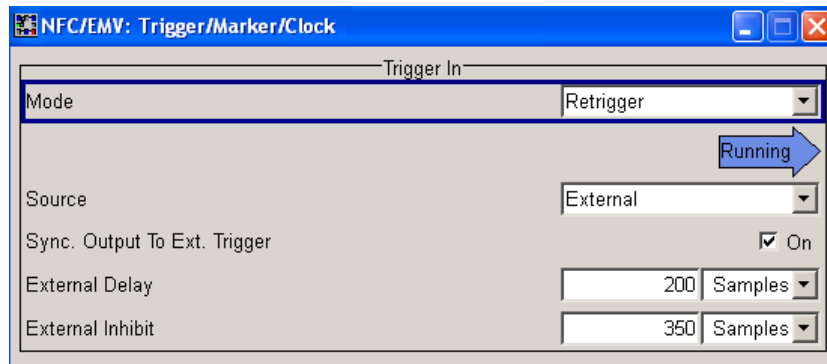 NFC/EMV: Trigger/Marker/Clock
Trigger In
Mode Retrigger
Running
Source External
Sync. Output To Ext. Trigger On
External Delay 200 Samples
External Inhibit 350 Samples